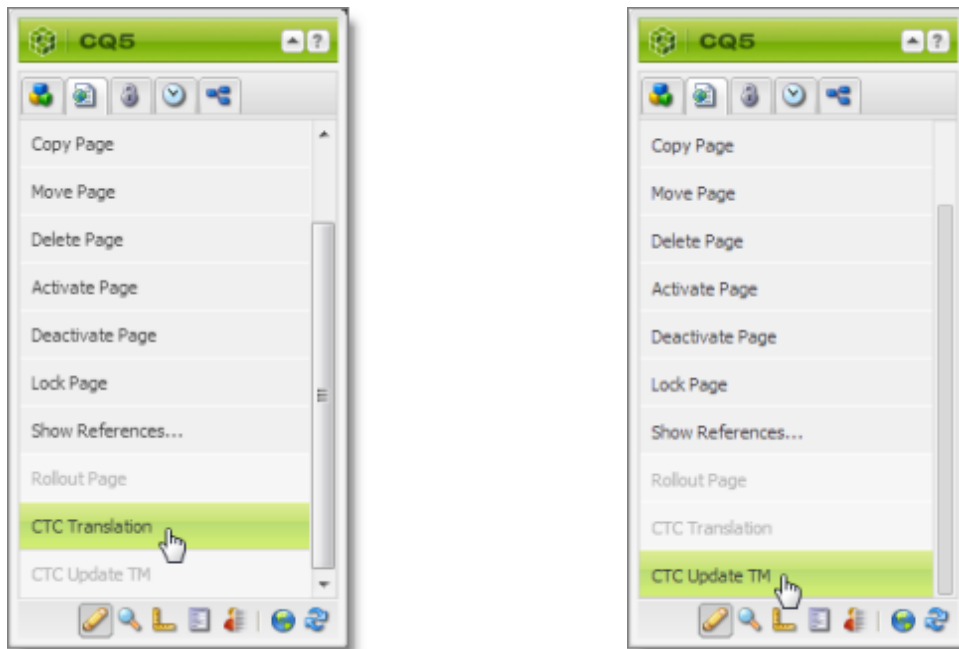 CQ5
?
Copy Page
Move Page
Delete Page
Activate Page
Deactivate Page
Lock Page
Show References...
Rollout Page
CTC Translation
CTC Update TM
CQ5
?
Copy Page
Move Page
Delete Page
Activate Page
Deactivate Page
Lock Page
Show References...
Rollout Page
CTC Translation
CTC Update TM